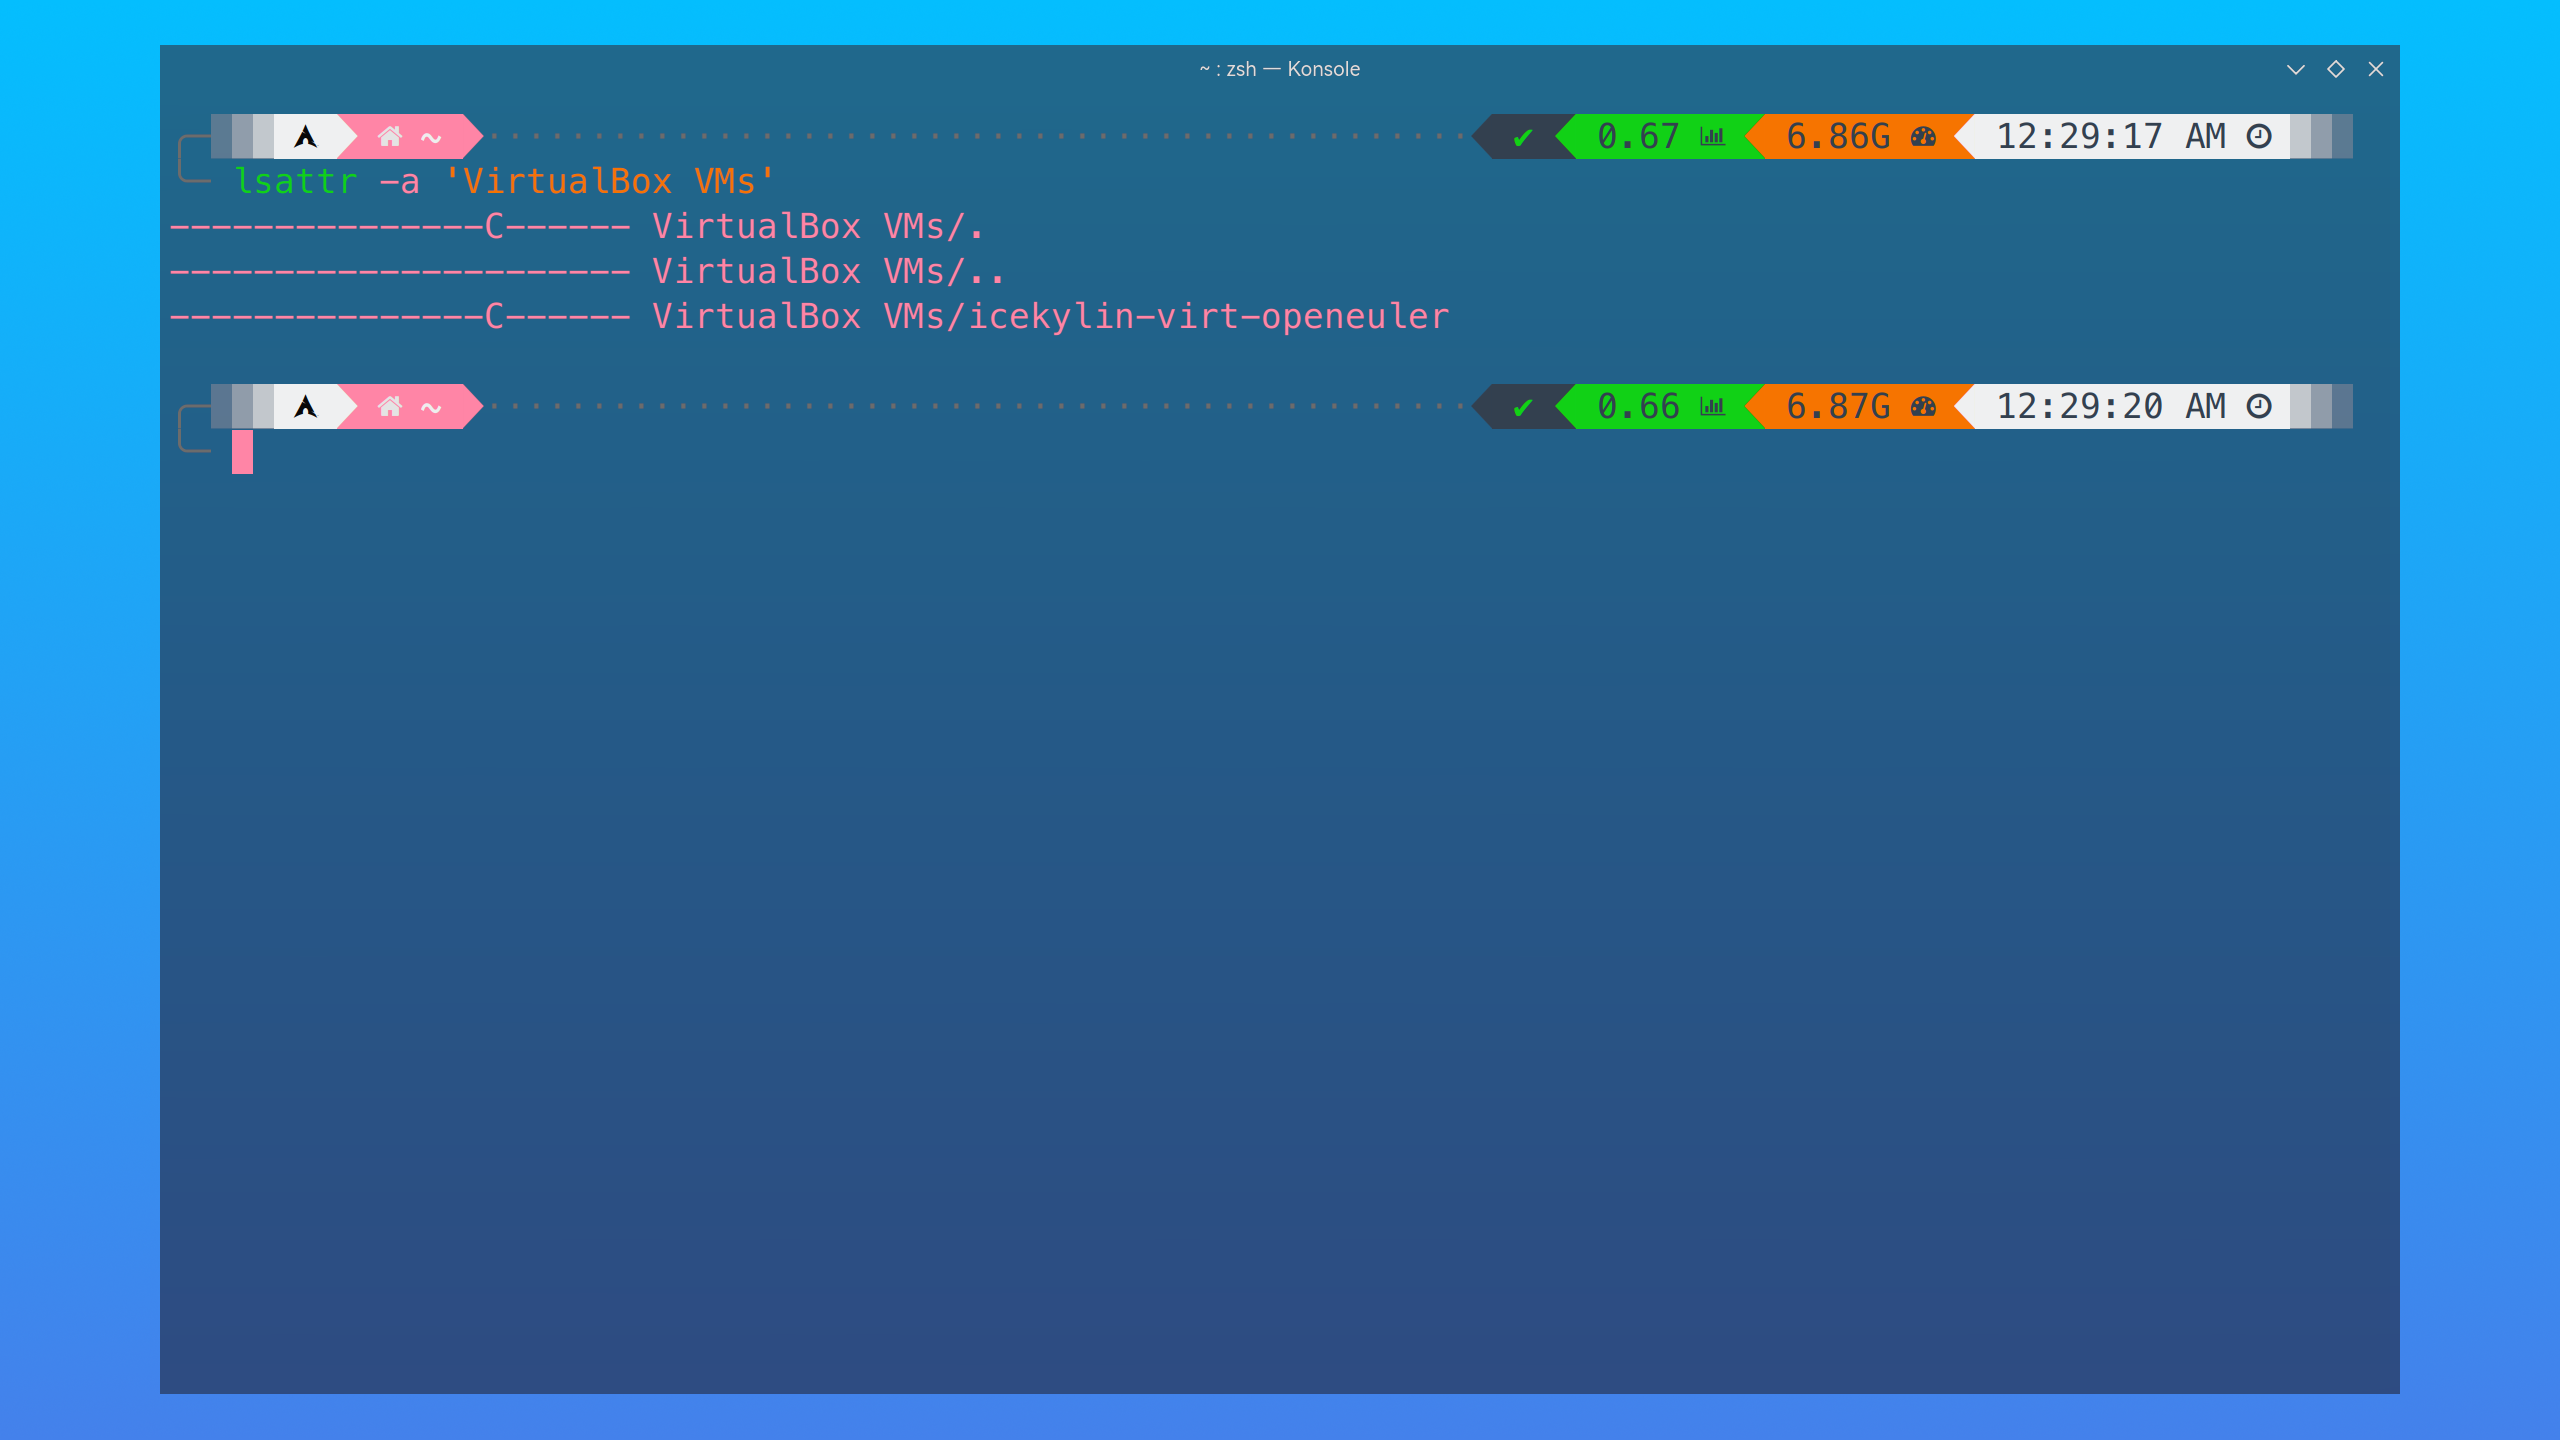 ~ : zsh — Konsole
~ ✔ 0.67 6.86G 12:29:17 AM
lsattr -a 'VirtualBox VMs'
---------------C------ VirtualBox VMs/.
---------------------- VirtualBox VMs/..
---------------C------ VirtualBox VMs/icekylin-virt-openeuler
~ ✔ 0.66 6.87G 12:29:20 AM